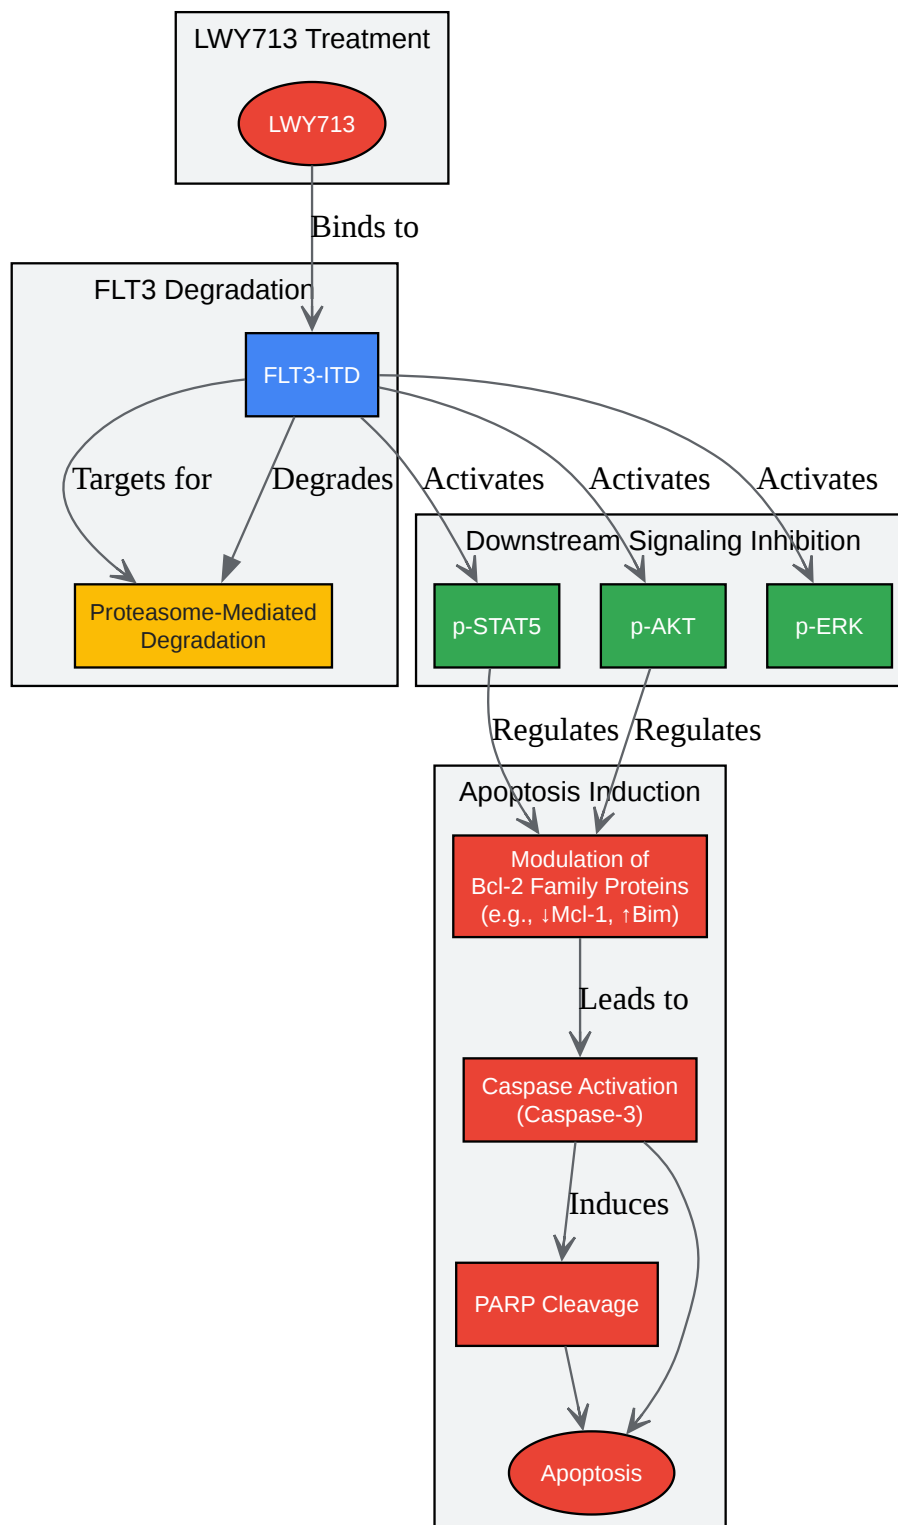 LWY713 Treatment
LWY713
Binds to
FLT3 Degradation
FLT3-ITD
Targets for
Degrades
Activates
Activates
Activates
Downstream Signaling Inhibition
Proteasome-Mediated
Degradation
p-STAT5
p-AKT
p-ERK
Regulates
Regulates
Apoptosis Induction
Modulation of
Bcl-2 Family Proteins
(e.g., ↓Mcl-1, ↑Bim)
Leads to
Caspase Activation
(Caspase-3)
Induces
PARP Cleavage
Apoptosis